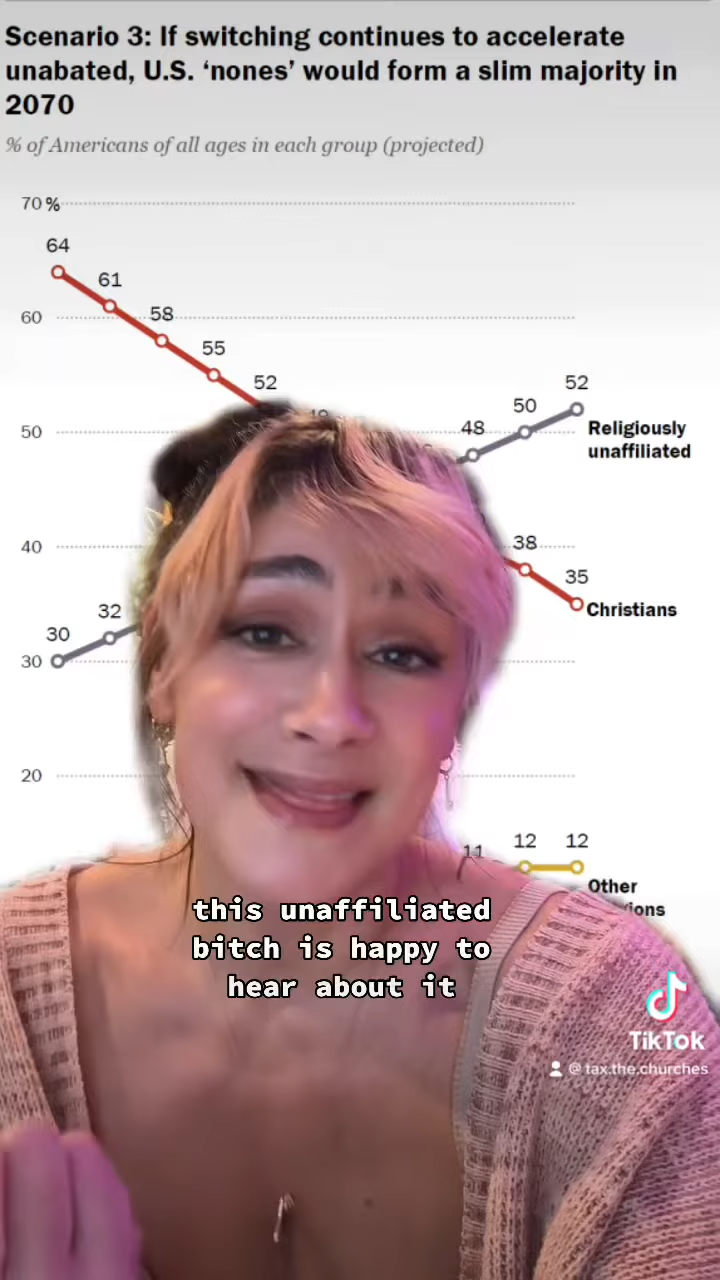 Scenario 3: If switching continues to accelerate
unabated, U.S. ‘nones’ would form a slim majority in
2070
% of Americans of all ages in each group (projected)
70 %
64
61
60
58
55
52
52
50
48
50
Religiously
unaffiliated
40
38
35
Christians
32
30
30
20
11
12
12
Other
this unaffiliated
bitch is happy to
hear about it
TikTok
@ tax.the.churches